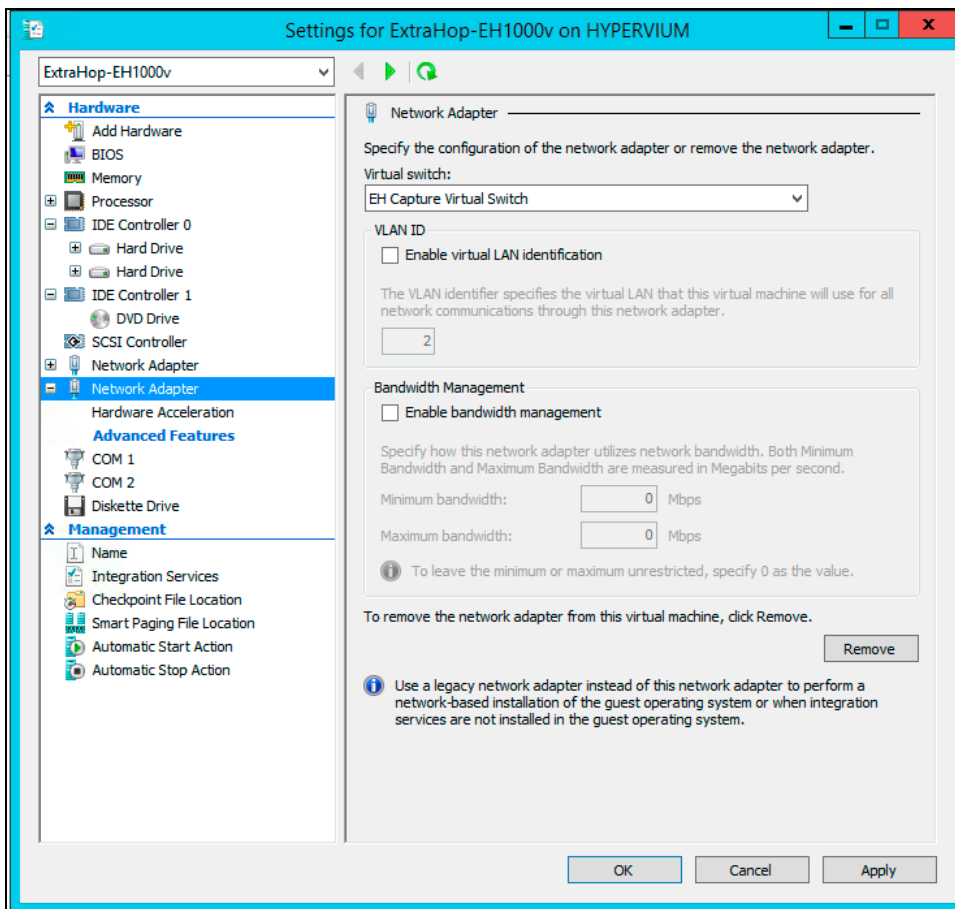 Settings for ExtraHop-EH1000v on HYPERVIUM
ExtraHop-EH1000v
Hardware
Add Hardware
BIOS
Memory
Processor
IDE Controller 0
Hard Drive
Hard Drive
IDE Controller 1
DVD Drive
SCSI Controller
Network Adapter
Network Adapter
Hardware Acceleration
Advanced Features
COM 1
COM 2
Diskette Drive
Management
Name
Integration Services
Checkpoint File Location
Smart Paging File Location
Automatic Start Action
Automatic Stop Action
Network Adapter
Specify the configuration of the network adapter or remove the network adapter.
Virtual switch:
EH Capture Virtual Switch
VLAN ID
Enable virtual LAN identification
The VLAN identifier specifies the virtual LAN that this virtual machine will use for all
network communications through this network adapter.
2
Bandwidth Management
Enable bandwidth management
Specify how this network adapter utilizes network bandwidth. Both Minimum
Bandwidth and Maximum Bandwidth are measured in Megabits per second.
Minimum bandwidth: 0 Mbps
Maximum bandwidth: 0 Mbps
To leave the minimum or maximum unrestricted, specify 0 as the value.
To remove the network adapter from this virtual machine, click Remove.
Remove
Use a legacy network adapter instead of this network adapter to perform a
network-based installation of the guest operating system or when integration
services are not installed in the guest operating system.
OK Cancel Apply